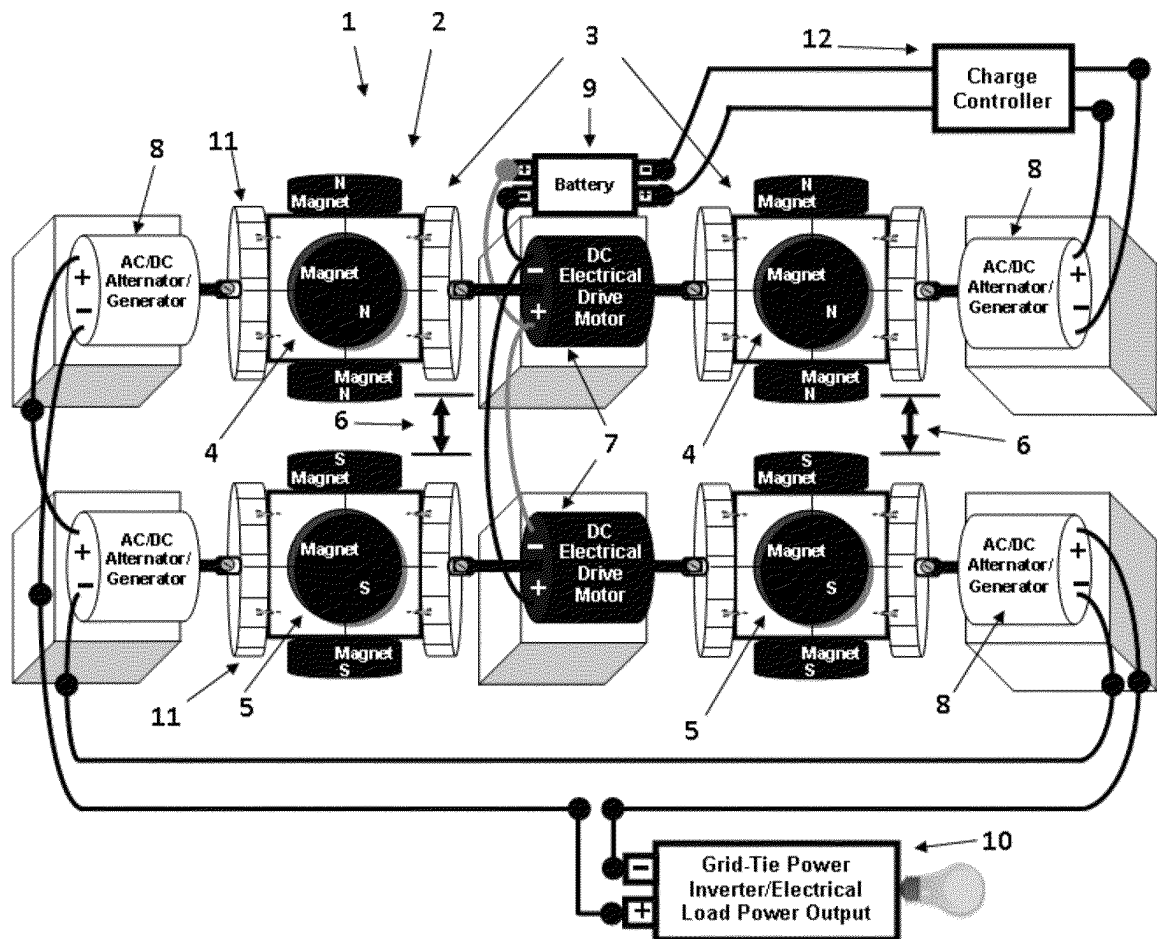 1
2
3
12
9
Charge
Controller
11
8
8
N
Magnet
+
−
Battery
−
+
N
Magnet
AC/DC
Alternator/
Generator
+
−
Magnet
N
DC
Electrical
Drive
Motor
−
+
Magnet
N
AC/DC
Alternator/
Generator
+
−
Magnet
N
Magnet
N
4
6
7
4
6
S
Magnet
S
Magnet
AC/DC
Alternator/
Generator
+
−
Magnet
S
DC
Electrical
Drive
Motor
−
+
Magnet
S
AC/DC
Alternator/
Generator
+
−
Magnet
S
Magnet
S
11
5
5
8
10
−
+
Grid-Tie Power
Inverter/Electrical
Load Power Output